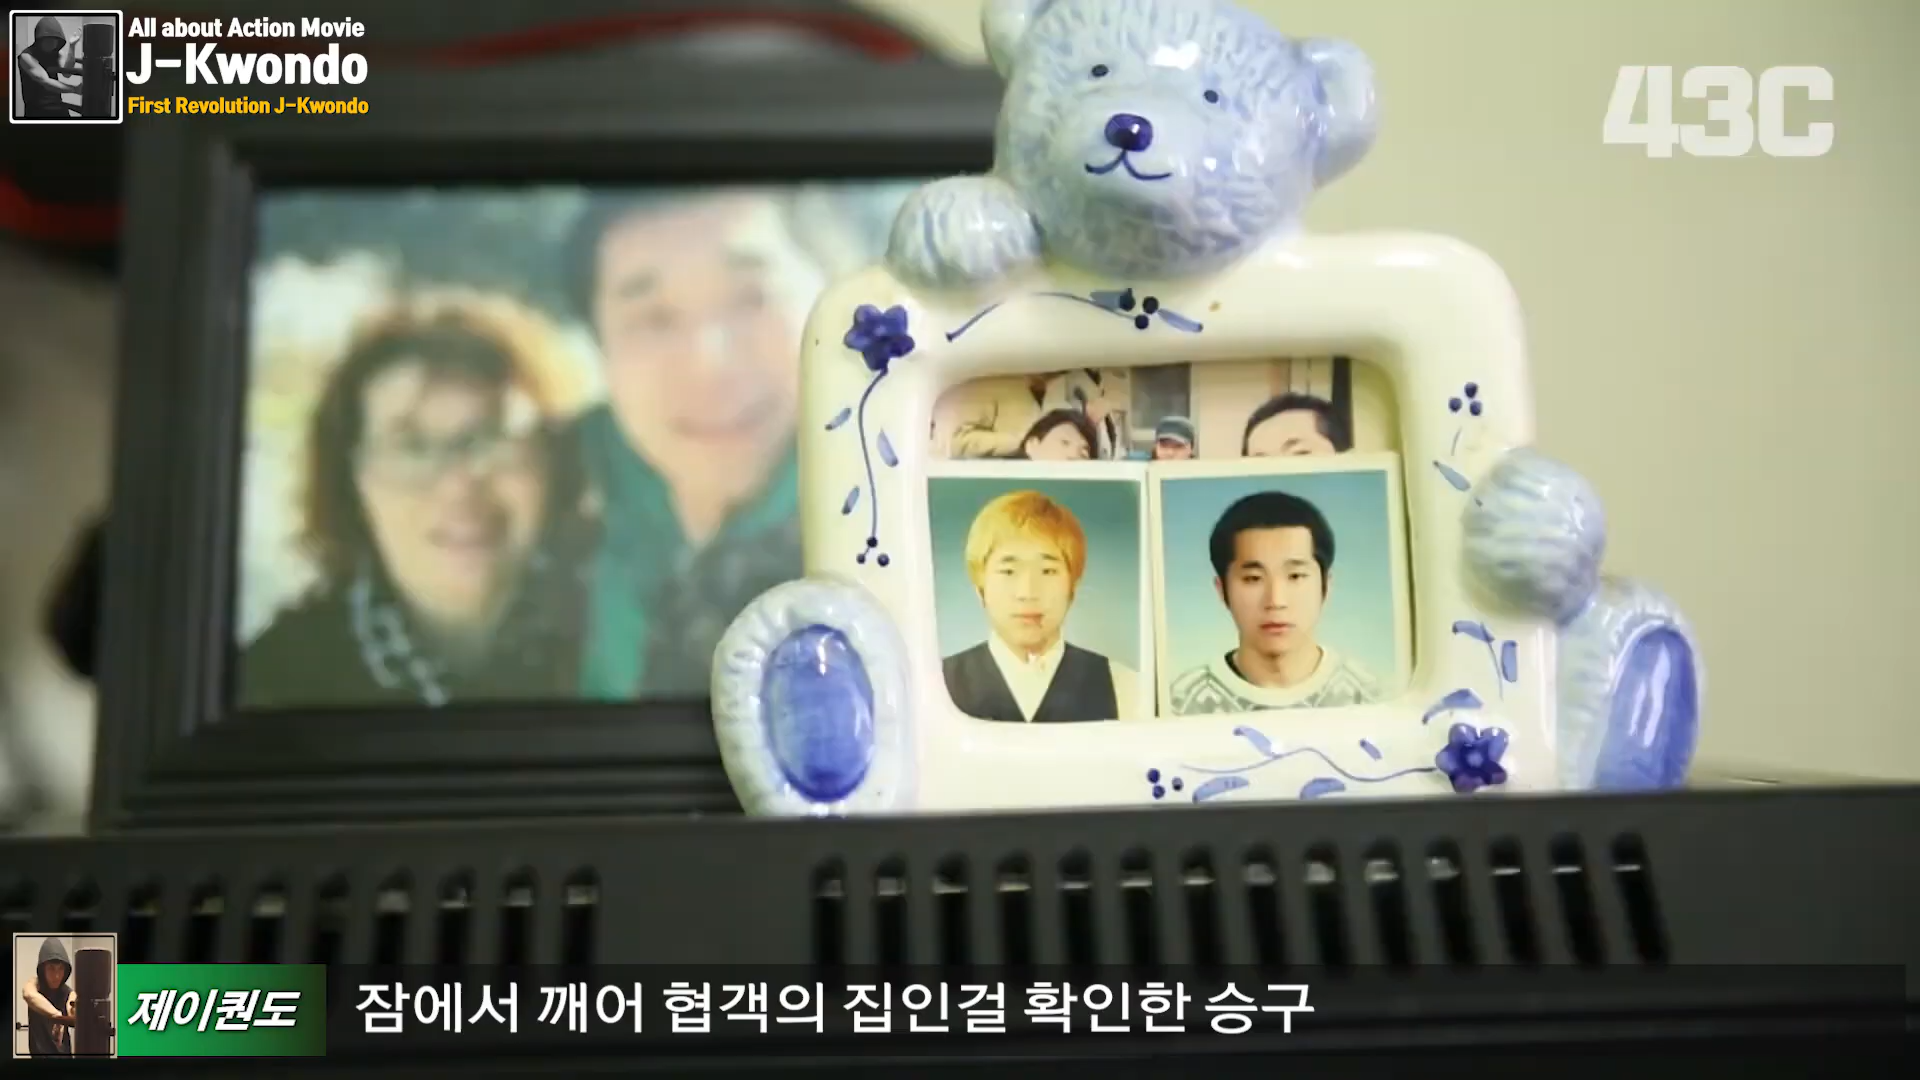 All about Action Movie
J-Kwondo
First Revolution J-Kwondo
43C
제이퀀도
잠에서 깨어 협객의 집인걸 확인한 승구